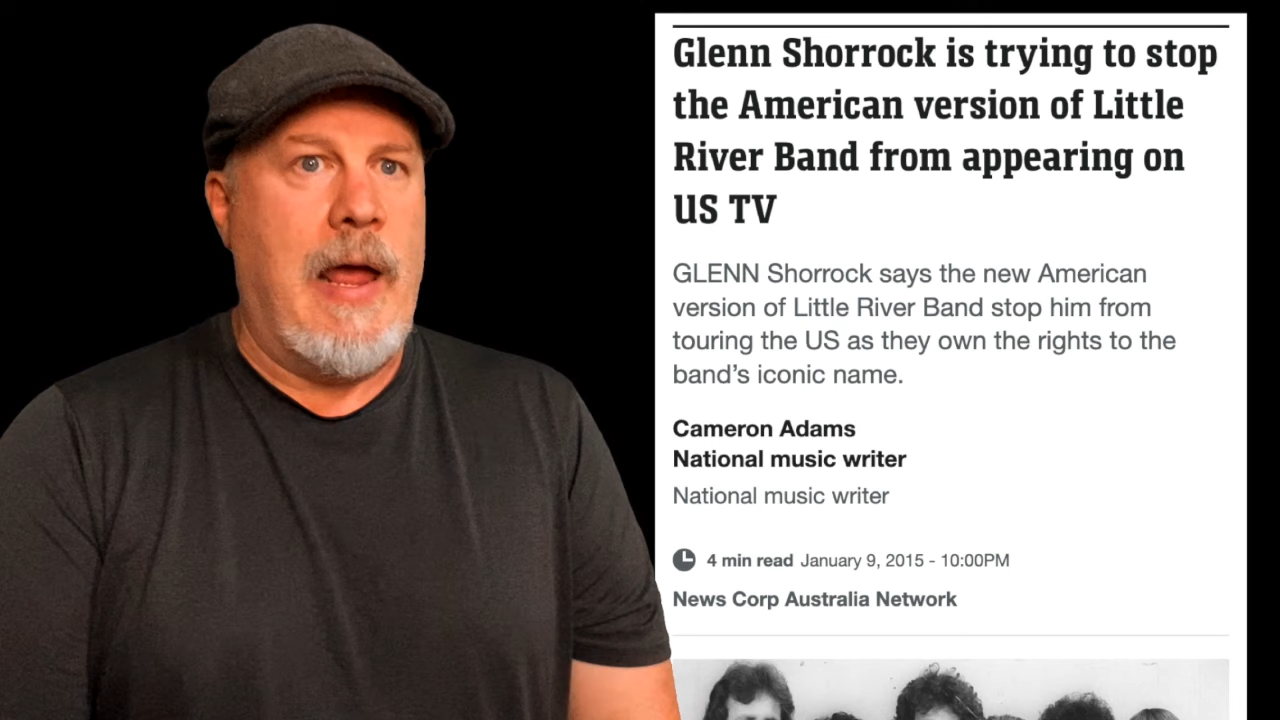 Glenn Shorrock is trying to stop
the American version of Little
River Band from appearing on
US TV
GLENN Shorrock says the new American
version of Little River Band stop him from
touring the US as they own the rights to the
band’s iconic name.
Cameron Adams
National music writer
National music writer
4 min read January 9, 2015 - 10:00PM
News Corp Australia Network